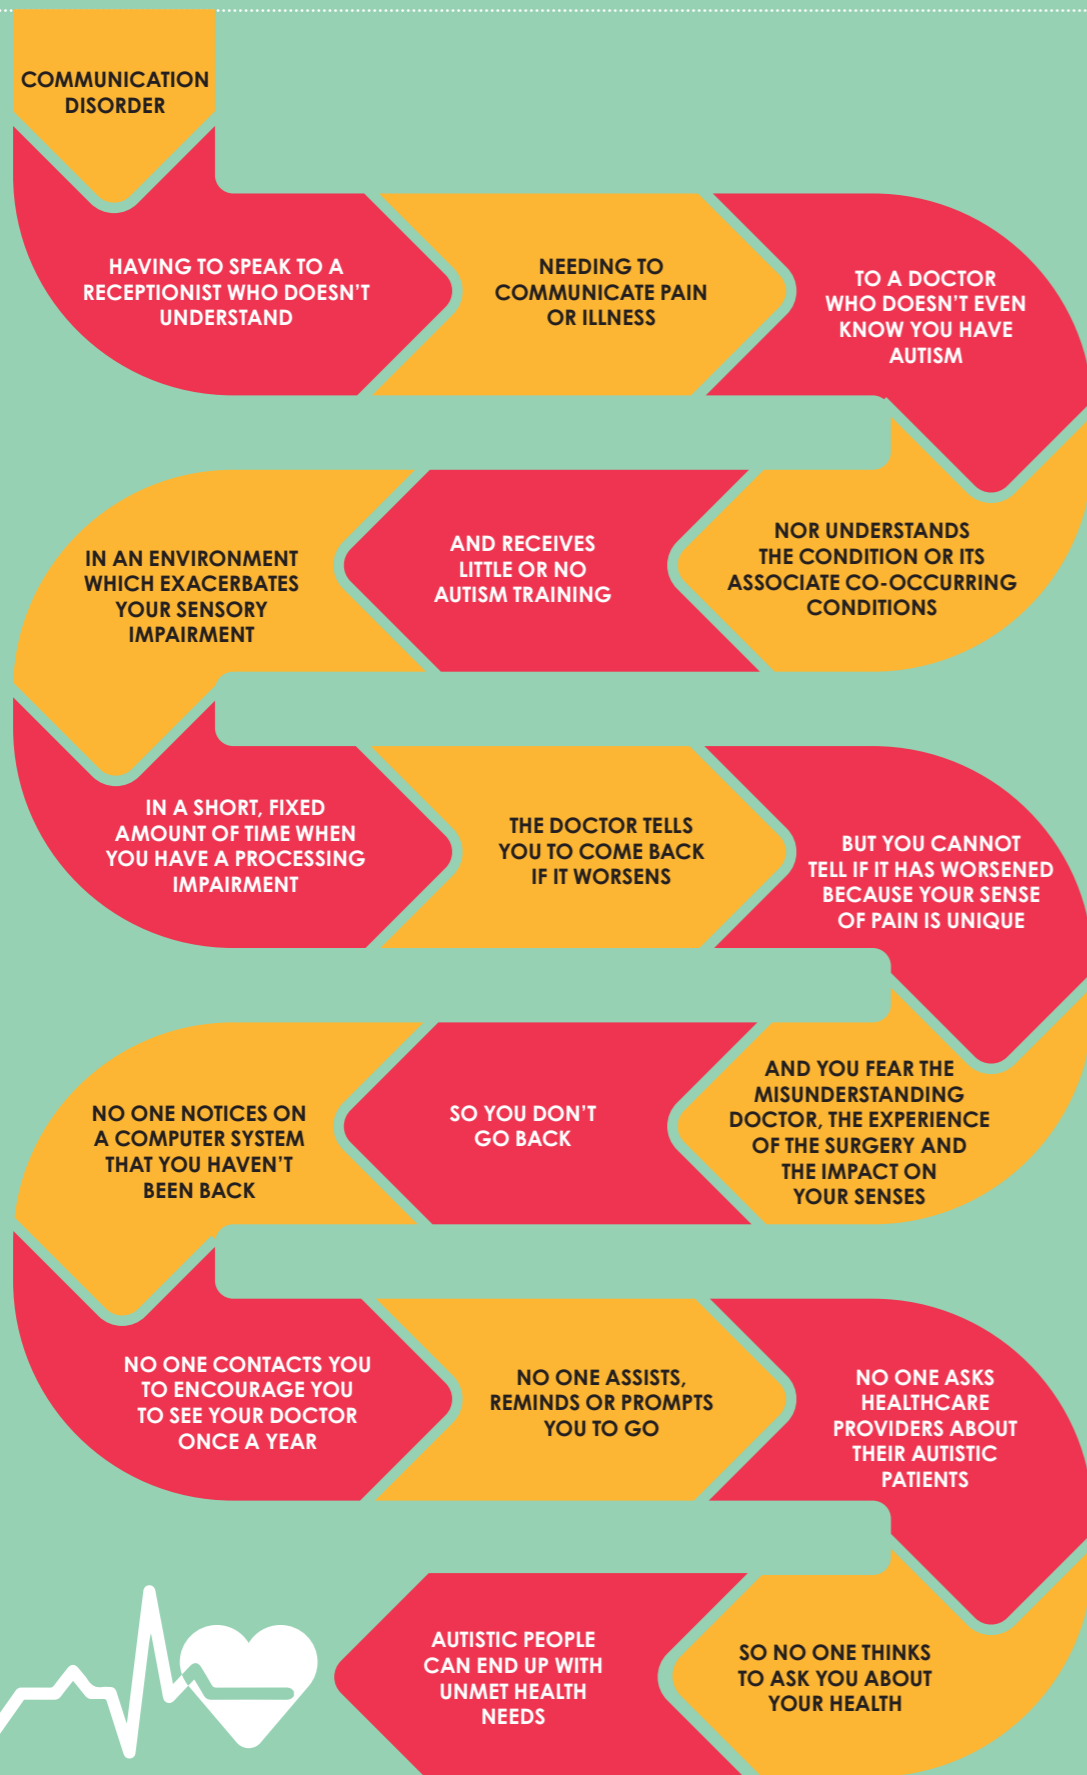 COMMUNICATION
DISORDER
HAVING TO SPEAK TO A
RECEPTIONIST WHO DOESN'T
UNDERSTAND
NEEDING TO
COMMUNICATE PAIN
OR ILLNESS
TO A DOCTOR
WHO DOESN'T EVEN
KNOW YOU HAVE
AUTISM
NOR UNDERSTANDS
THE CONDITION OR ITS
ASSOCIATE CO-OCCURRING
CONDITIONS
AND RECEIVES
LITTLE OR NO
AUTISM TRAINING
IN AN ENVIRONMENT
WHICH EXACERBATES
YOUR SENSORY
IMPAIRMENT
IN A SHORT, FIXED
AMOUNT OF TIME WHEN
YOU HAVE A PROCESSING
IMPAIRMENT
THE DOCTOR TELLS
YOU TO COME BACK
IF IT WORSENS
BUT YOU CANNOT
TELL IF IT HAS WORSENED
BECAUSE YOUR SENSE
OF PAIN IS UNIQUE
AND YOU FEAR THE
MISUNDERSTANDING
DOCTOR, THE EXPERIENCE
OF THE SURGERY AND
THE IMPACT ON
YOUR SENSES
SO YOU DON'T
GO BACK
NO ONE NOTICES ON
A COMPUTER SYSTEM
THAT YOU HAVEN'T
BEEN BACK
NO ONE CONTACTS YOU
TO ENCOURAGE YOU
TO SEE YOUR DOCTOR
ONCE A YEAR
NO ONE ASSISTS,
REMINDS OR PROMPTS
YOU TO GO
NO ONE ASKS
HEALTHCARE
PROVIDERS ABOUT
THEIR AUTISTIC
PATIENTS
SO NO ONE THINKS
TO ASK YOU ABOUT
YOUR HEALTH
AUTISTIC PEOPLE
CAN END UP WITH
UNMET HEALTH
NEEDS